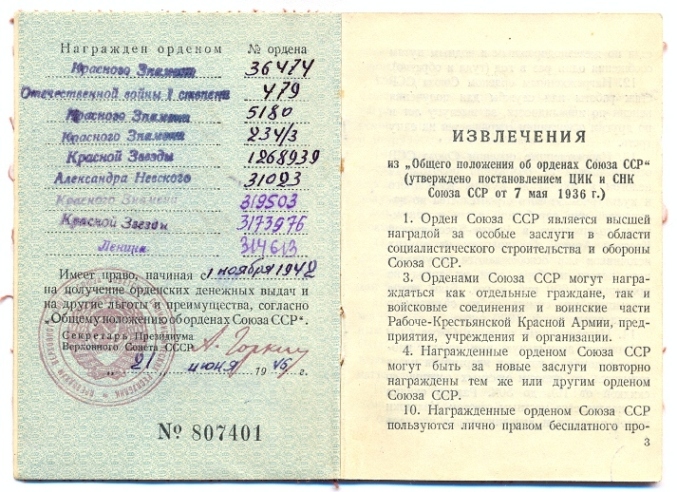 Награжден орденом № ордена
Красного Знамени 36474
Отечественной войны I степени 479
Красного Знамени 5180
Красного Знамени 234/3
Красной Звезды 1268939
Александра Невского 31023
Красного Знамени 319503
Красной Звезды 3173976
Ленина 314613
Имеет право, начиная с 1 ноября 1942
на получение орденских денежных выдач и
на другие льготы и преимущества, согласно
„Общему положению об орденах Союза ССР“.
Секретарь Президиума
Верховного Совета СССР А. Горкин
„21 июня 1946 г.
№ 807401
ИЗВЛЕЧЕНИЯ
из „Общего положения об орденах Союза ССР“
(утверждено постановлением ЦИК и СНК
Союза ССР от 7 мая 1936 г.)
1. Орден Союза ССР является высшей
наградой за особые заслуги в области
социалистического строительства и обороны
Союза ССР.
3. Орденами Союза ССР могут награ-
ждаться как отдельные граждане, так и
войсковые соединения и воинские части
Рабоче-Крестьянской Красной Армии, пред-
приятия, учреждения и организации.
4. Награжденные орденом Союза ССР
могут быть за новые заслуги повторно
награждены тем же или другим орденом
Союза ССР.
10. Награжденные орденом Союза ССР
пользуются лично правом бесплатного про-
3